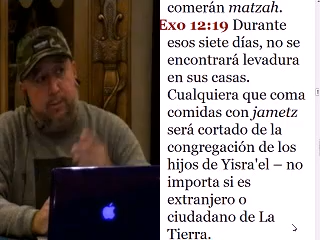 comerán matzah.
Exo 12:19 Durante
esos siete días, no se
encontrará levadura
en sus casas.
Cualquiera que coma
comidas con jametz
será cortado de la
congregación de los
hijos de Yisra'el – no
importa si es
extranjero o
ciudadano de La
Tierra.